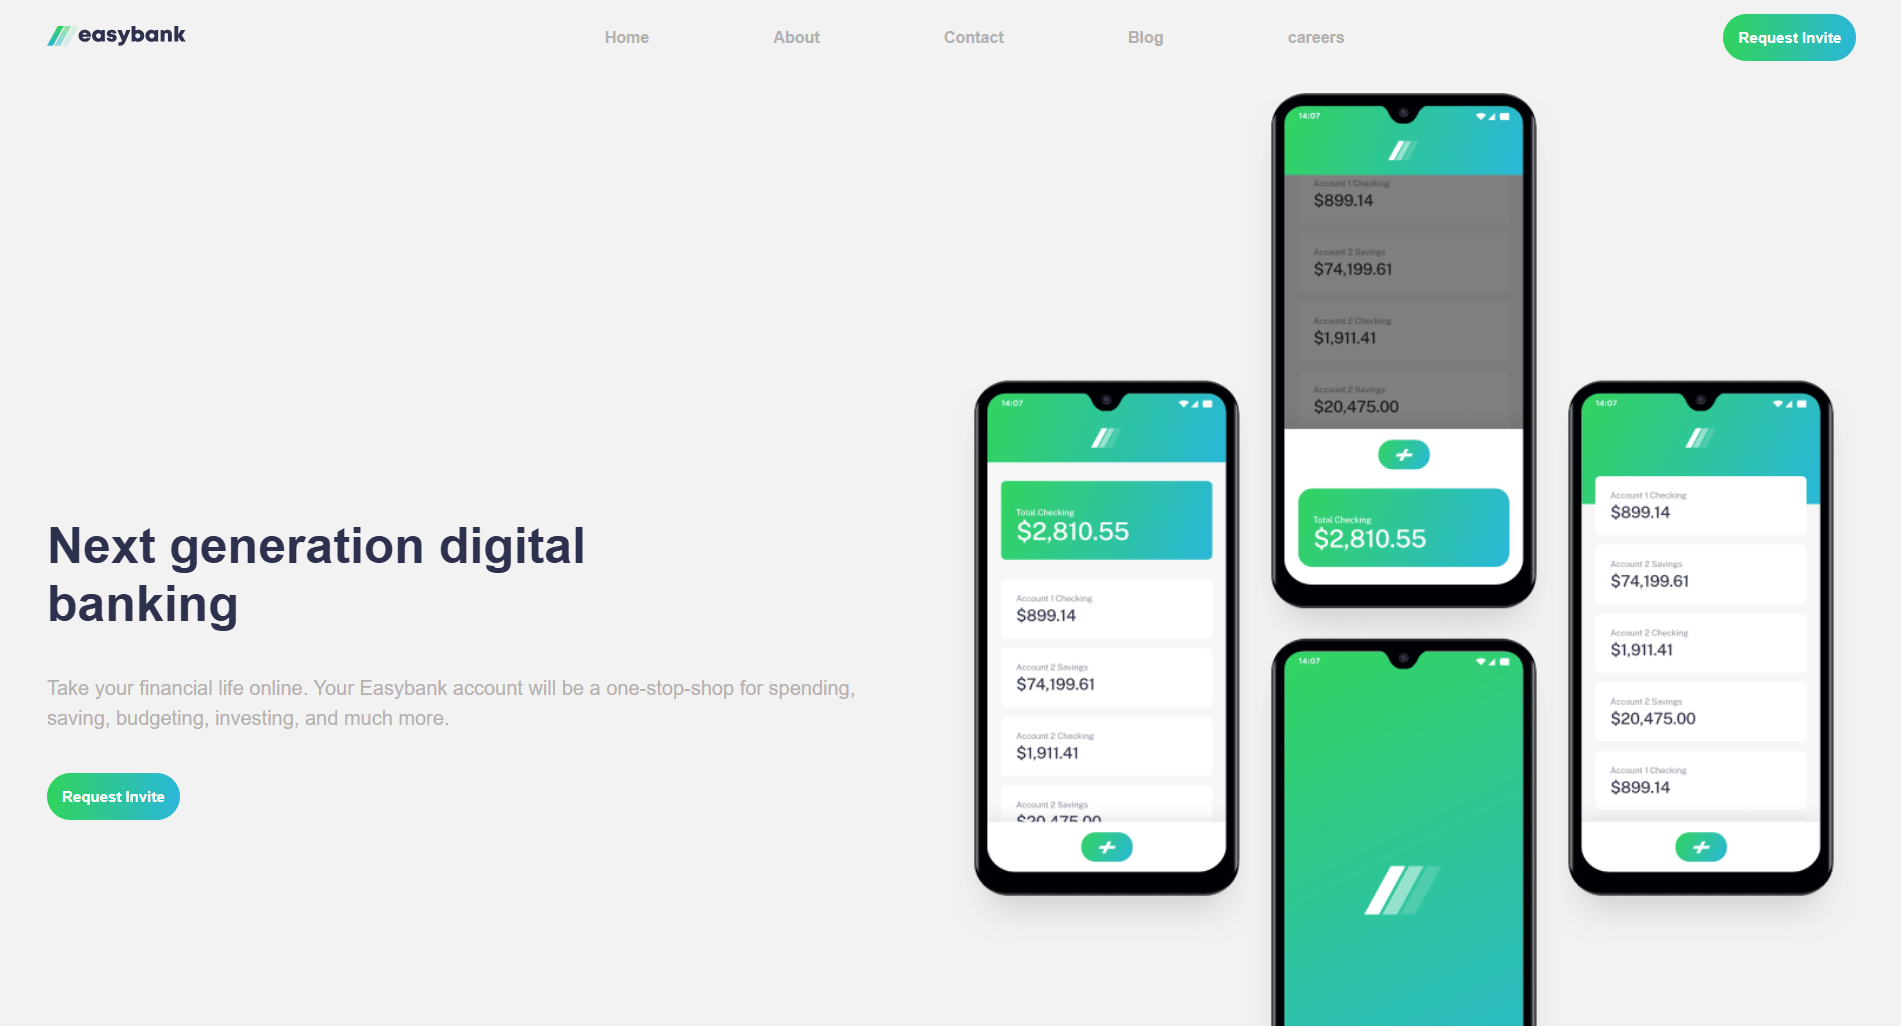 easybank
Home
About
Contact
Blog
careers
Request Invite
Next generation digital
banking
Take your financial life online. Your Easybank account will be a one-stop-shop for spending,
saving, budgeting, investing, and much more.
Request Invite
14:07
Total Checking
$2,810.55
Account 1 Checking
$899.14
Account 2 Savings
$74,199.61
Account 2 Checking
$1,911.41
Account 2 Savings
$20,475.00
14:07
Account 1 Checking
$899.14
Account 2 Savings
$74,199.61
Account 2 Checking
$1,911.41
Account 2 Savings
$20,475.00
Total Checking
$2,810.55
14:07
14:07
Account 1 Checking
$899.14
Account 2 Savings
$74,199.61
Account 2 Checking
$1,911.41
Account 2 Savings
$20,475.00
Account 1 Checking
$899.14